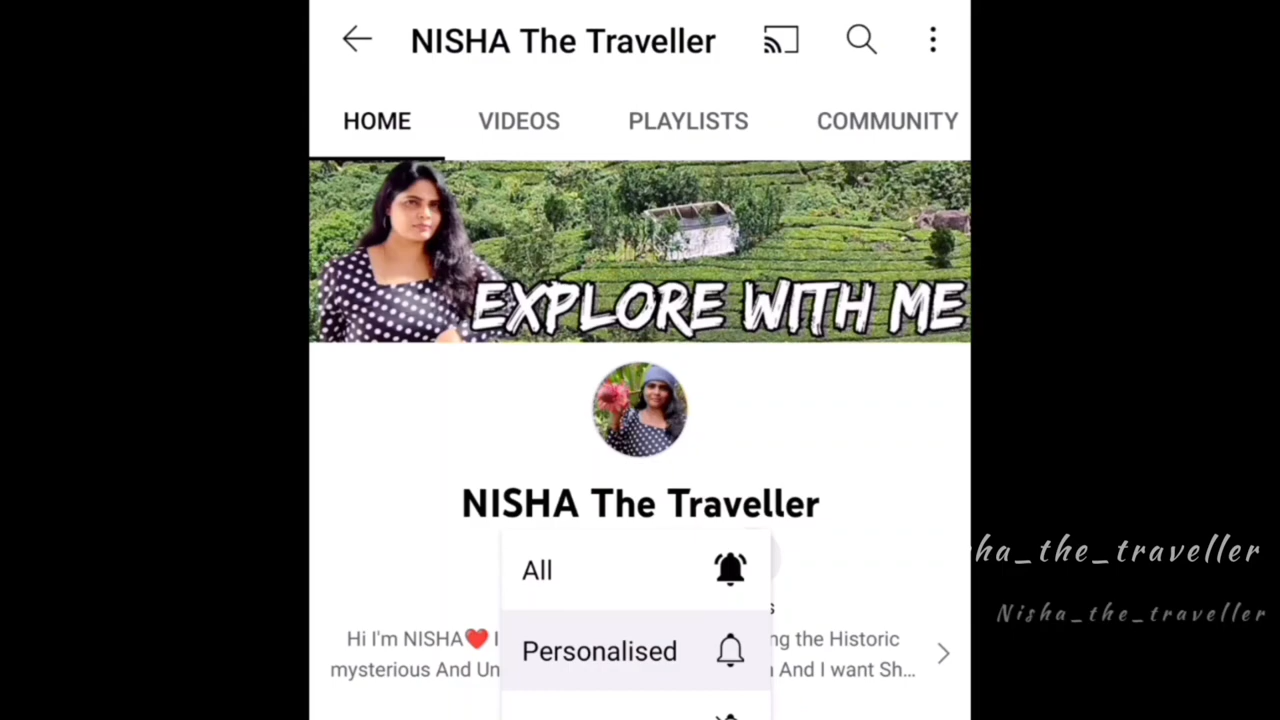 NISHA The Traveller
HOME VIDEOS PLAYLISTS COMMUNITY
EXPLORE WITH ME
NISHA The Traveller
All
Personalised
Hi I'm NISHA❤️ I
ng the Historic
mysterious And Un
And I want Sh...
ha_the_traveller
Nisha_the_traveller